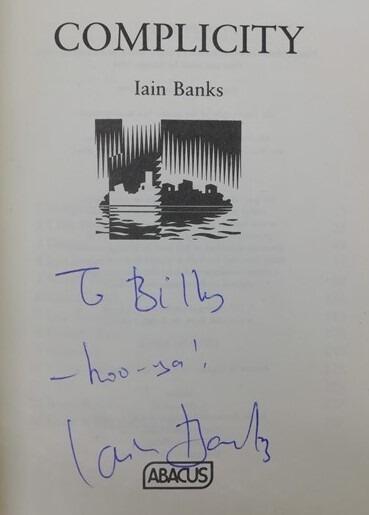 COMPLICITY
Iain Banks
To Billy
- hoo-ya!
Iain Banks
ABACUS